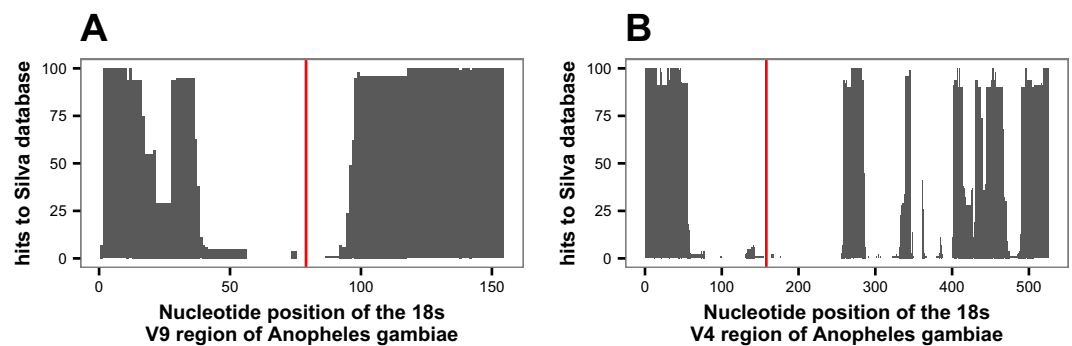 A
hits to Silva database
100
75
50
25
0
0
50
100
150
Nucleotide position of the 18s
V9 region of Anopheles gambiae
B
hits to Silva database
100
75
50
25
0
0
100
200
300
400
500
Nucleotide position of the 18s
V4 region of Anopheles gambiae